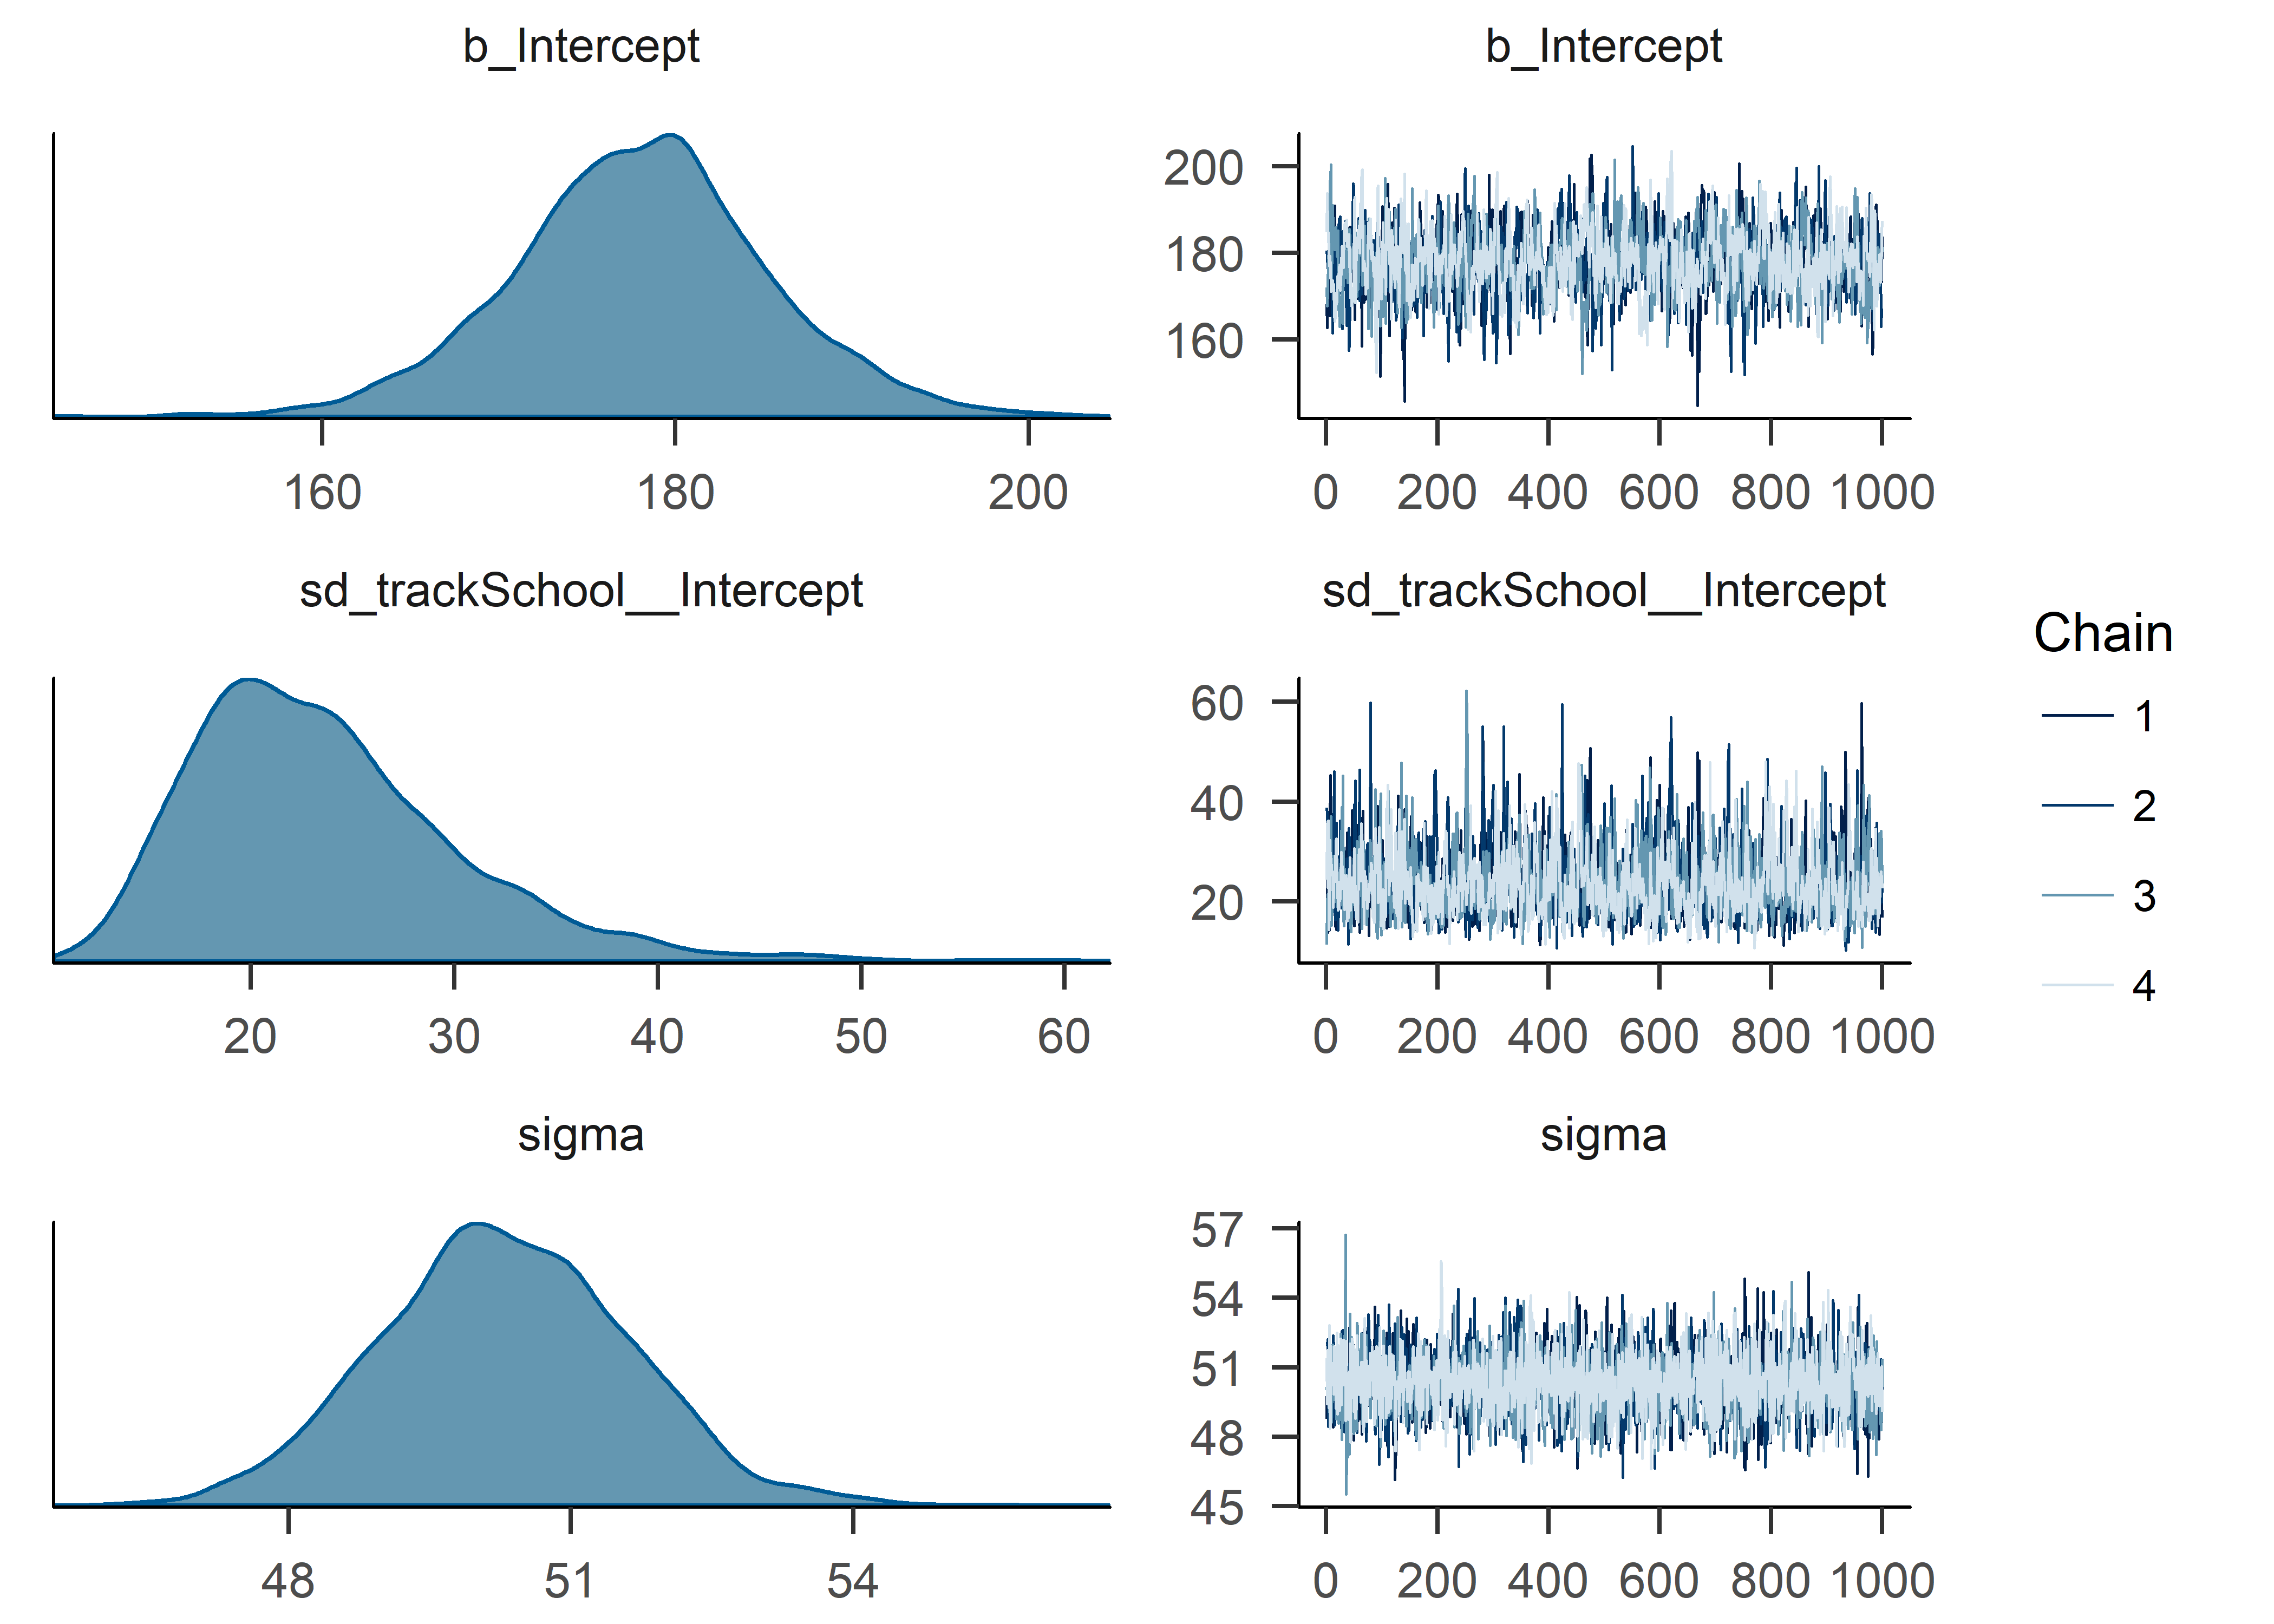 b_Intercept
b_Intercept
200
180
160
160 180 200
0 200 400 600 800 1000
sd_trackSchool__Intercept
sd_trackSchool__Intercept
60
40
20
20 30 40 50 60
0 200 400 600 800 1000
Chain
1
2
3
4
sigma
sigma
57
54
51
48
45
48 51 54
0 200 400 600 800 1000